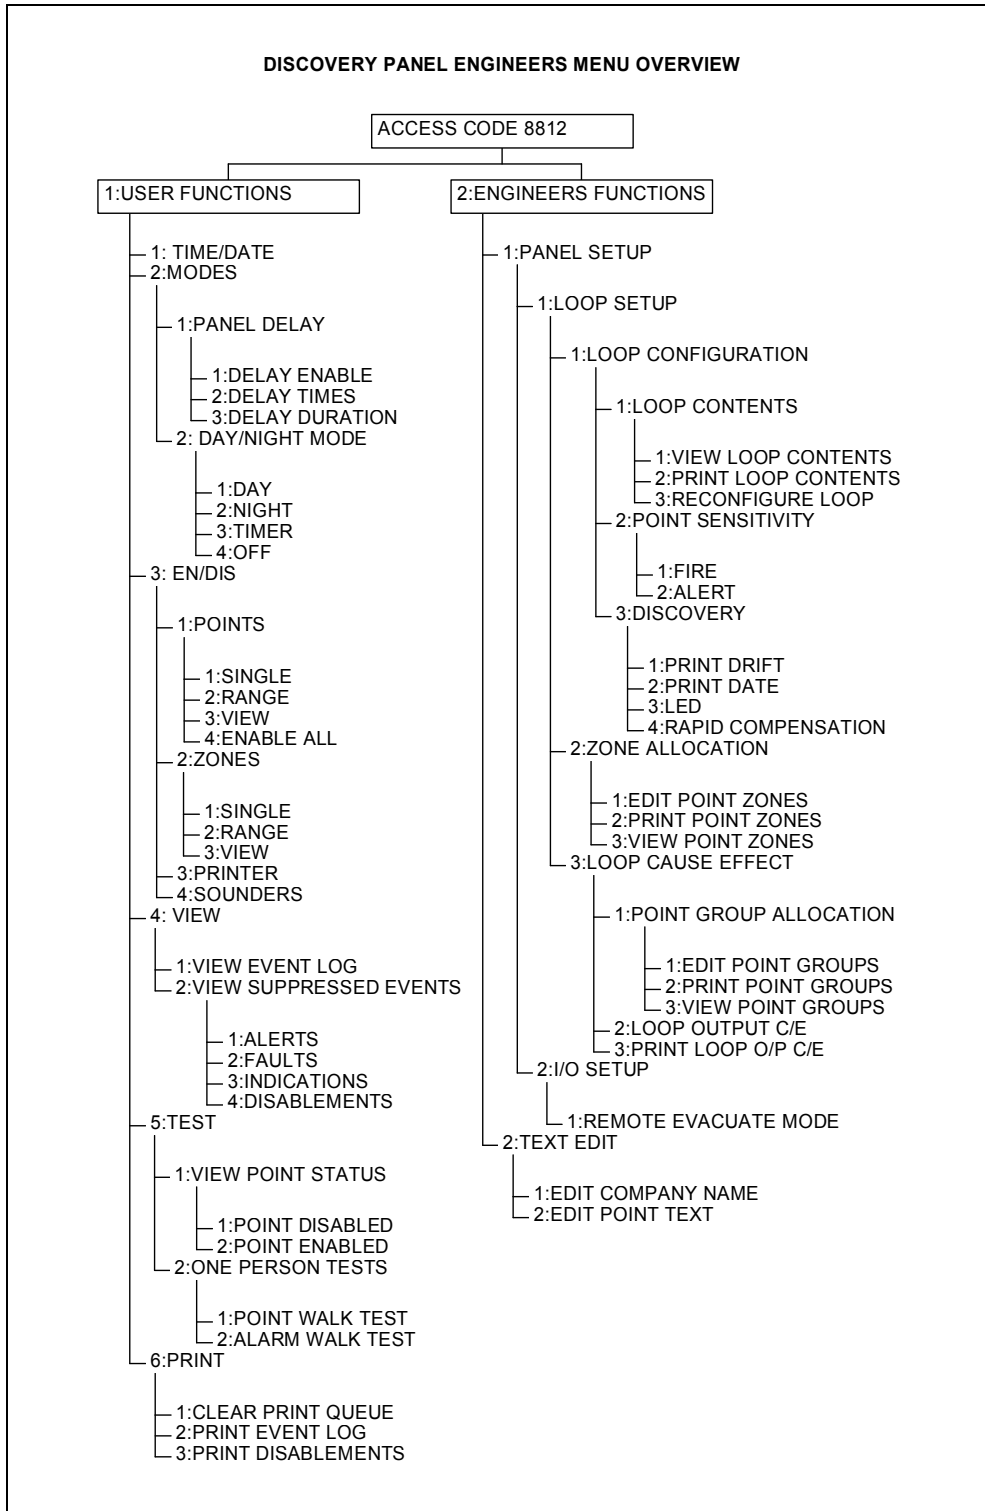 DISCOVERY PANEL ENGINEERS MENU OVERVIEW
ACCESS CODE 8812
1:USER FUNCTIONS
1: TIME/DATE
2:MODES
1:PANEL DELAY
1:DELAY ENABLE
2:DELAY TIMES
3:DELAY DURATION
2: DAY/NIGHT MODE
1:DAY
2:NIGHT
3:TIMER
4:OFF
3: EN/DIS
1:POINTS
1:SINGLE
2:RANGE
3:VIEW
4:ENABLE ALL
2:ZONES
1:SINGLE
2:RANGE
3:VIEW
3:PRINTER
4:SOUNDERS
4: VIEW
1:VIEW EVENT LOG
2:VIEW SUPPRESSED EVENTS
1:ALERTS
2:FAULTS
3:INDICATIONS
4:DISABLEMENTS
5:TEST
1:VIEW POINT STATUS
1:POINT DISABLED
2:POINT ENABLED
2:ONE PERSON TESTS
1:POINT WALK TEST
2:ALARM WALK TEST
6:PRINT
1:CLEAR PRINT QUEUE
2:PRINT EVENT LOG
3:PRINT DISABLEMENTS
2:ENGINEERS FUNCTIONS
1:PANEL SETUP
1:LOOP SETUP
1:LOOP CONFIGURATION
1:LOOP CONTENTS
1:VIEW LOOP CONTENTS
2:PRINT LOOP CONTENTS
3:RECONFIGURE LOOP
2:POINT SENSITIVITY
1:FIRE
2:ALERT
3:DISCOVERY
1:PRINT DRIFT
2:PRINT DATE
3:LED
4:RAPID COMPENSATION
2:ZONE ALLOCATION
1:EDIT POINT ZONES
2:PRINT POINT ZONES
3:VIEW POINT ZONES
3:LOOP CAUSE EFFECT
1:POINT GROUP ALLOCATION
1:EDIT POINT GROUPS
2:PRINT POINT GROUPS
3:VIEW POINT GROUPS
2:LOOP OUTPUT C/E
3:PRINT LOOP O/P C/E
2:I/O SETUP
1:REMOTE EVACUATE MODE
2:TEXT EDIT
1:EDIT COMPANY NAME
2:EDIT POINT TEXT